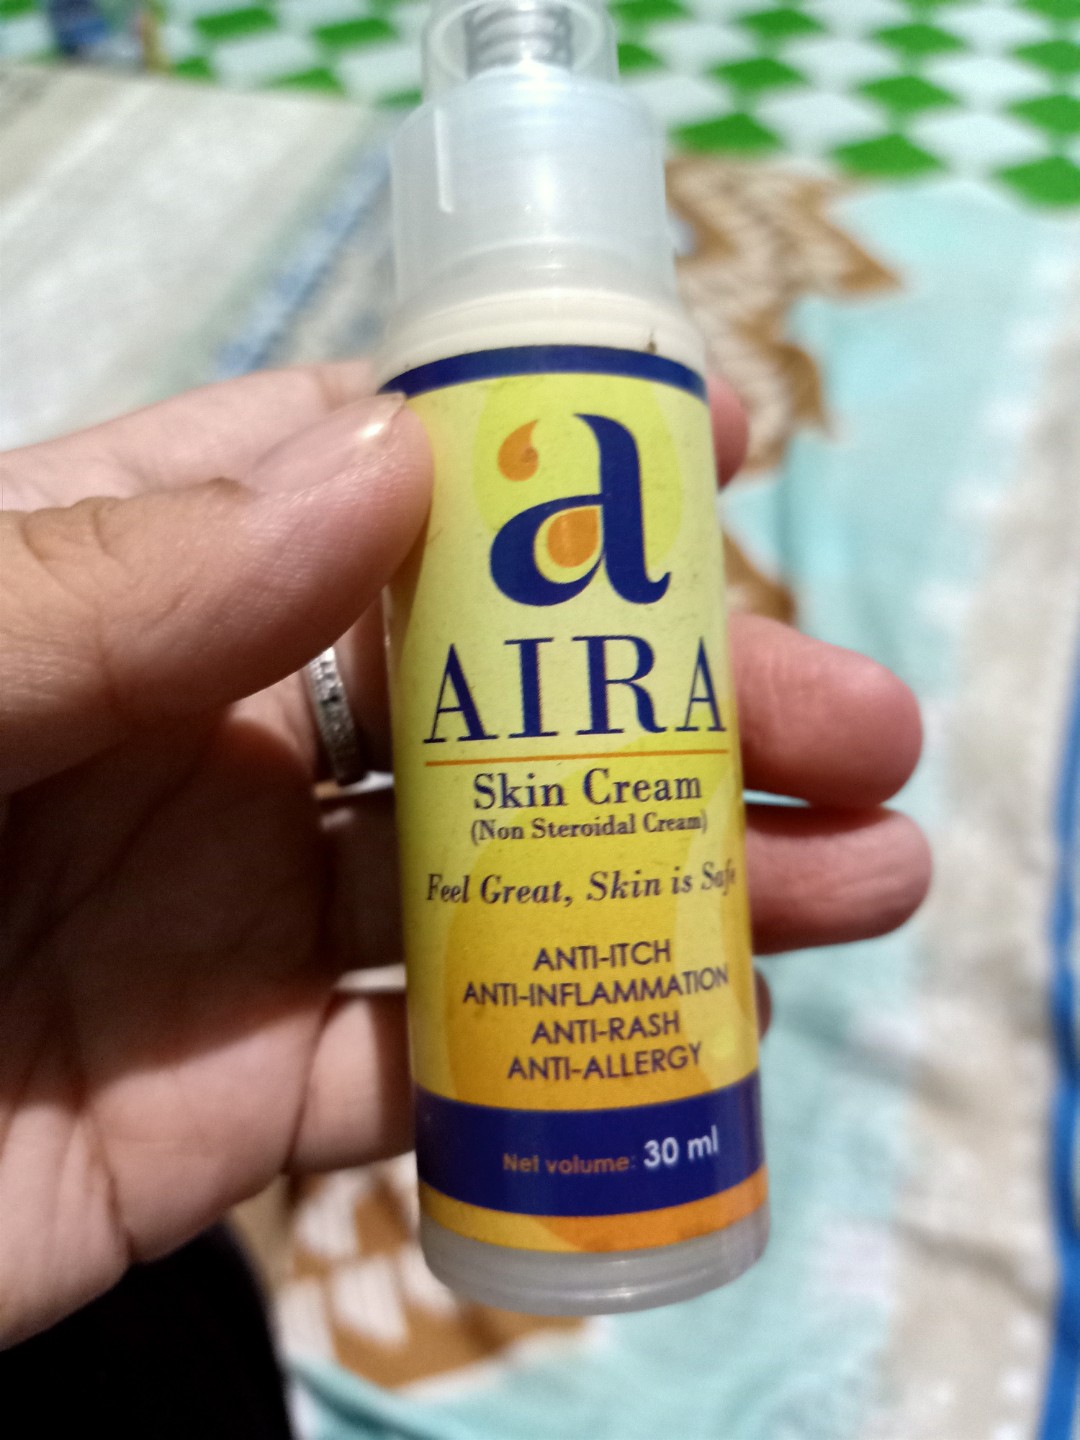 a
AIRA
Skin Cream
(Non Steroidal Cream)
Feel Great, Skin is Safe
ANTI-ITCH
ANTI-INFLAMMATION
ANTI-RASH
ANTI-ALLERGY
Net volume: 30 ml